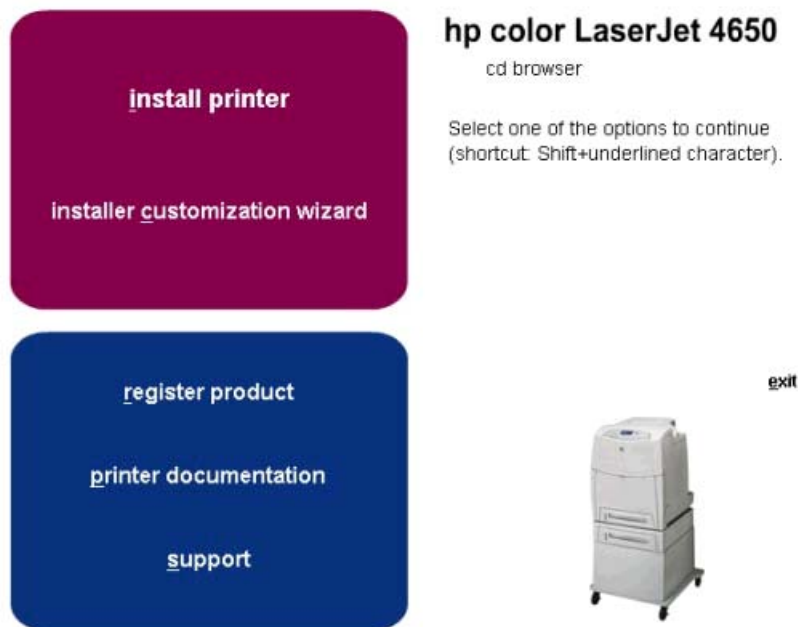 hp color LaserJet 4650
cd browser
Select one of the options to continue
(shortcut: Shift+underlined character).
install printer
installer customization wizard
register product
printer documentation
support
exit